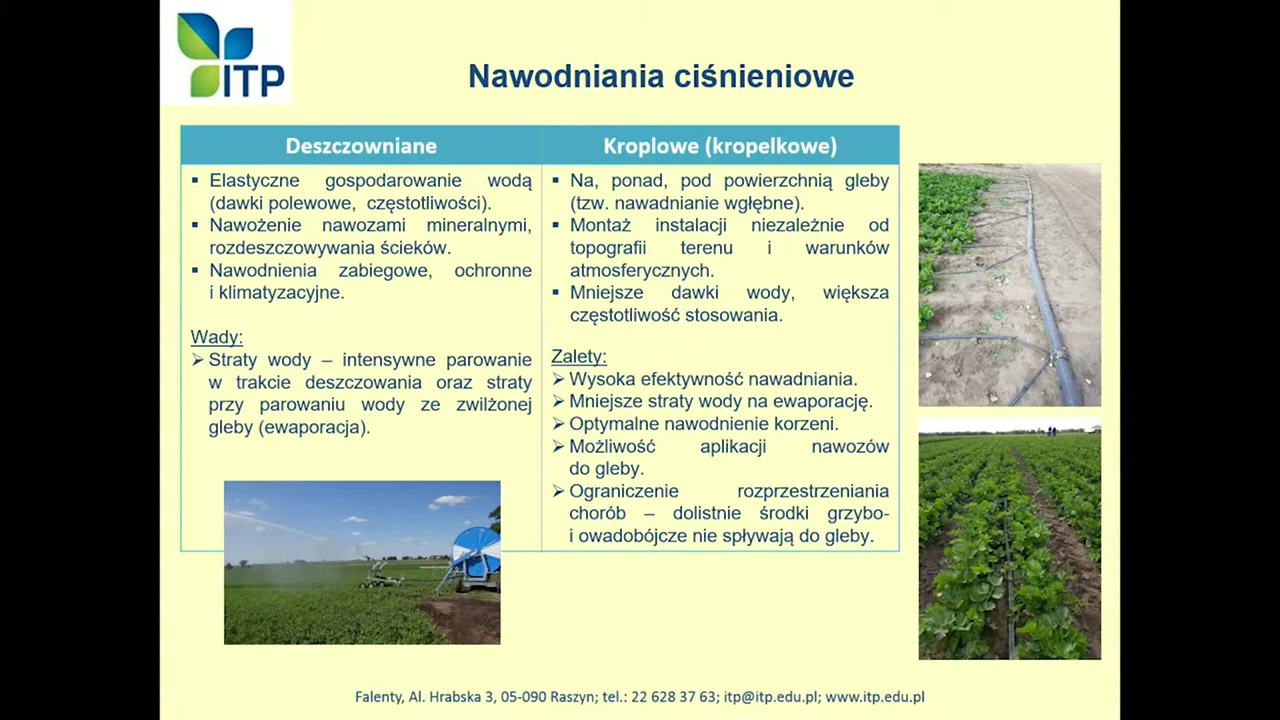 ITP
Nawodniania ciśnieniowe
Deszczowniane
▪ Elastyczne gospodarowanie wodą
(dawki polewowe, częstotliwości).
▪ Nawożenie nawozami mineralnymi,
rozdeszczowywania ścieków.
▪ Nawodnienia zabiegowe, ochronne
i klimatyzacyjne.
Wady:
➢ Straty wody – intensywne parowanie
w trakcie deszczowania oraz straty
przy parowaniu wody ze zwilżonej
gleby (ewaporacja).
Kroplowe (kropelkowe)
▪ Na, ponad, pod powierzchnią gleby
(tzw. nawadnianie wgłębne).
▪ Montaż instalacji niezależnie od
topografii terenu i warunków
atmosferycznych.
▪ Mniejsze dawki wody, większa
częstotliwość stosowania.
Zalety:
➢ Wysoka efektywność nawadniania.
➢ Mniejsze straty wody na ewaporację.
➢ Optymalne nawodnienie korzeni.
➢ Możliwość aplikacji nawozów
do gleby.
➢ Ograniczenie rozprzestrzeniania
chorób – dolistnie środki grzybo-
i owadobójcze nie spływają do gleby.
Falenty, Al. Hrabska 3, 05-090 Raszyn; tel.: 22 628 37 63; itp@itp.edu.pl; www.itp.edu.pl